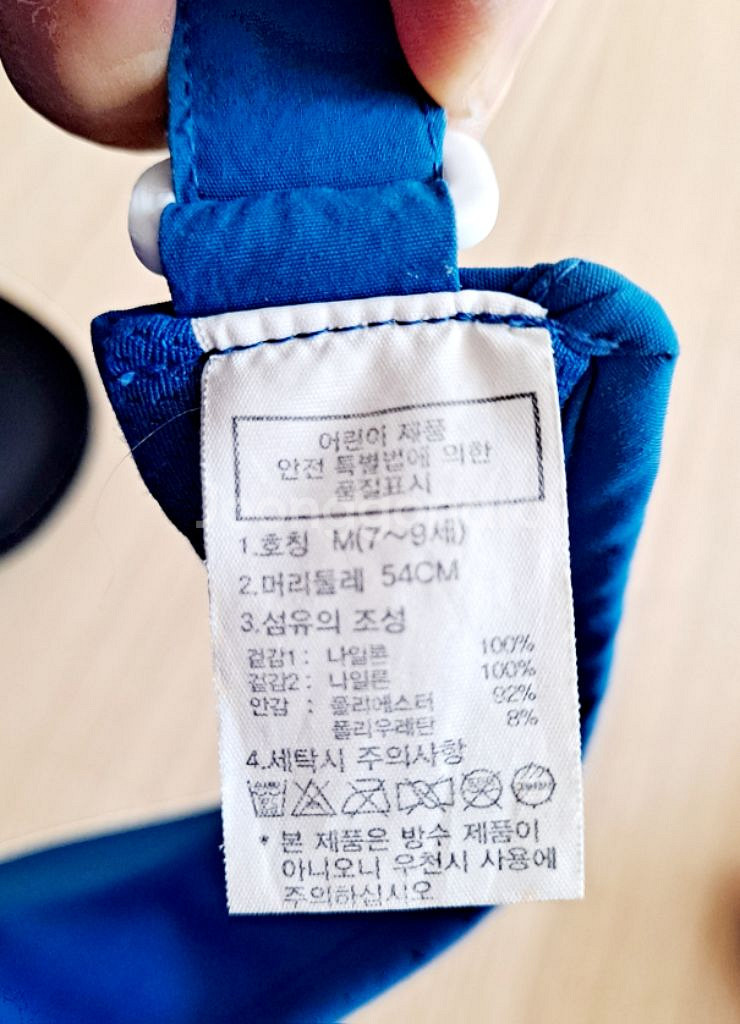 어린이 제품
안전 특별법에 의한
품질표시
1.호칭 M(7~9세)
2.머리둘레 54CM
3.섬유의 조성
겉감1 : 나일론 100%
겉감2 : 나일론 100%
안감 : 폴리에스터 92%
폴리우레탄 8%
4.세탁시 주의사항
* 본 제품은 방수 제품이
아니오니 우천시 사용에
주의하십시오